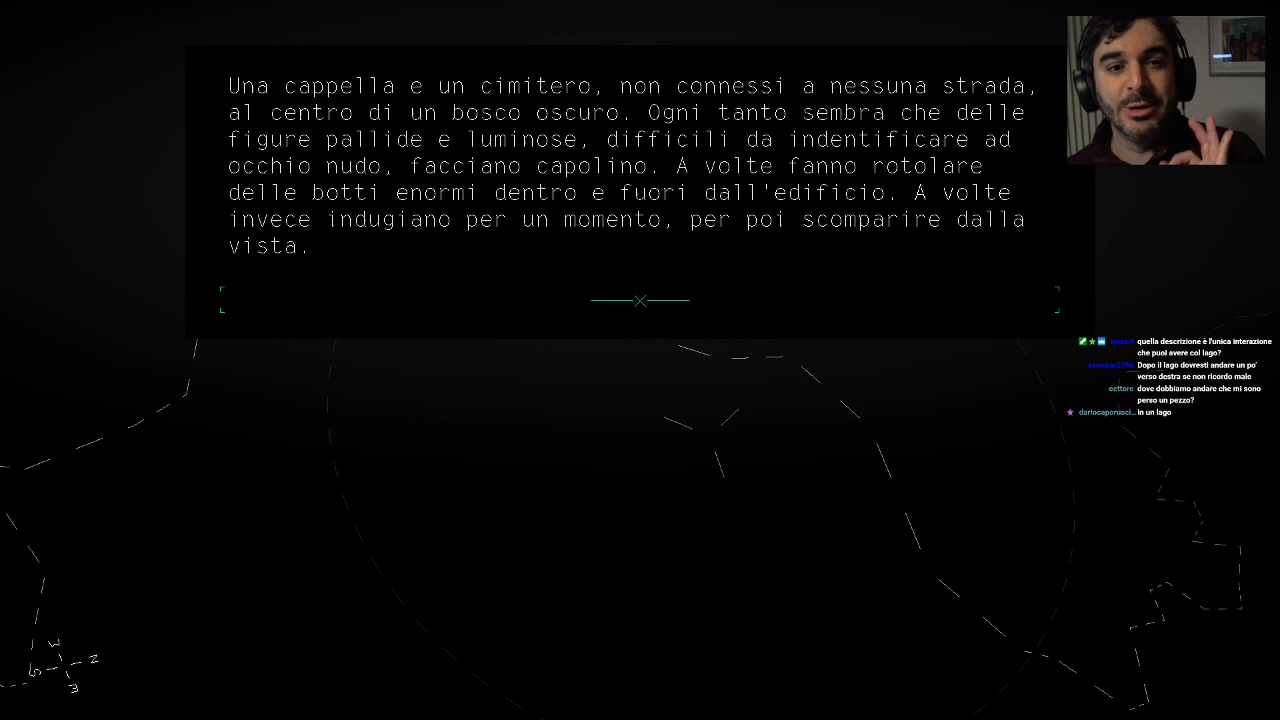 Una cappella e un cimitero, non connessi a nessuna strada,
al centro di un bosco oscuro. Ogni tanto sembra che delle
figure pallide e luminose, difficili da indentificare ad
occhio nudo, facciano capolino. A volte fanno rotolare
delle botti enormi dentro e fuori dall'edificio. A volte
invece indugiano per un momento, per poi scomparire dalla
vista.
quella descrizione è l'unica interazione
che puoi avere col lago?
Dopo il lago dovresti andare un po'
verso destra se non ricordo male
ecttore dove dobbiamo andare che mi sono
perso un pezzo?
dariocaporusci... in un lago
W
S N
E